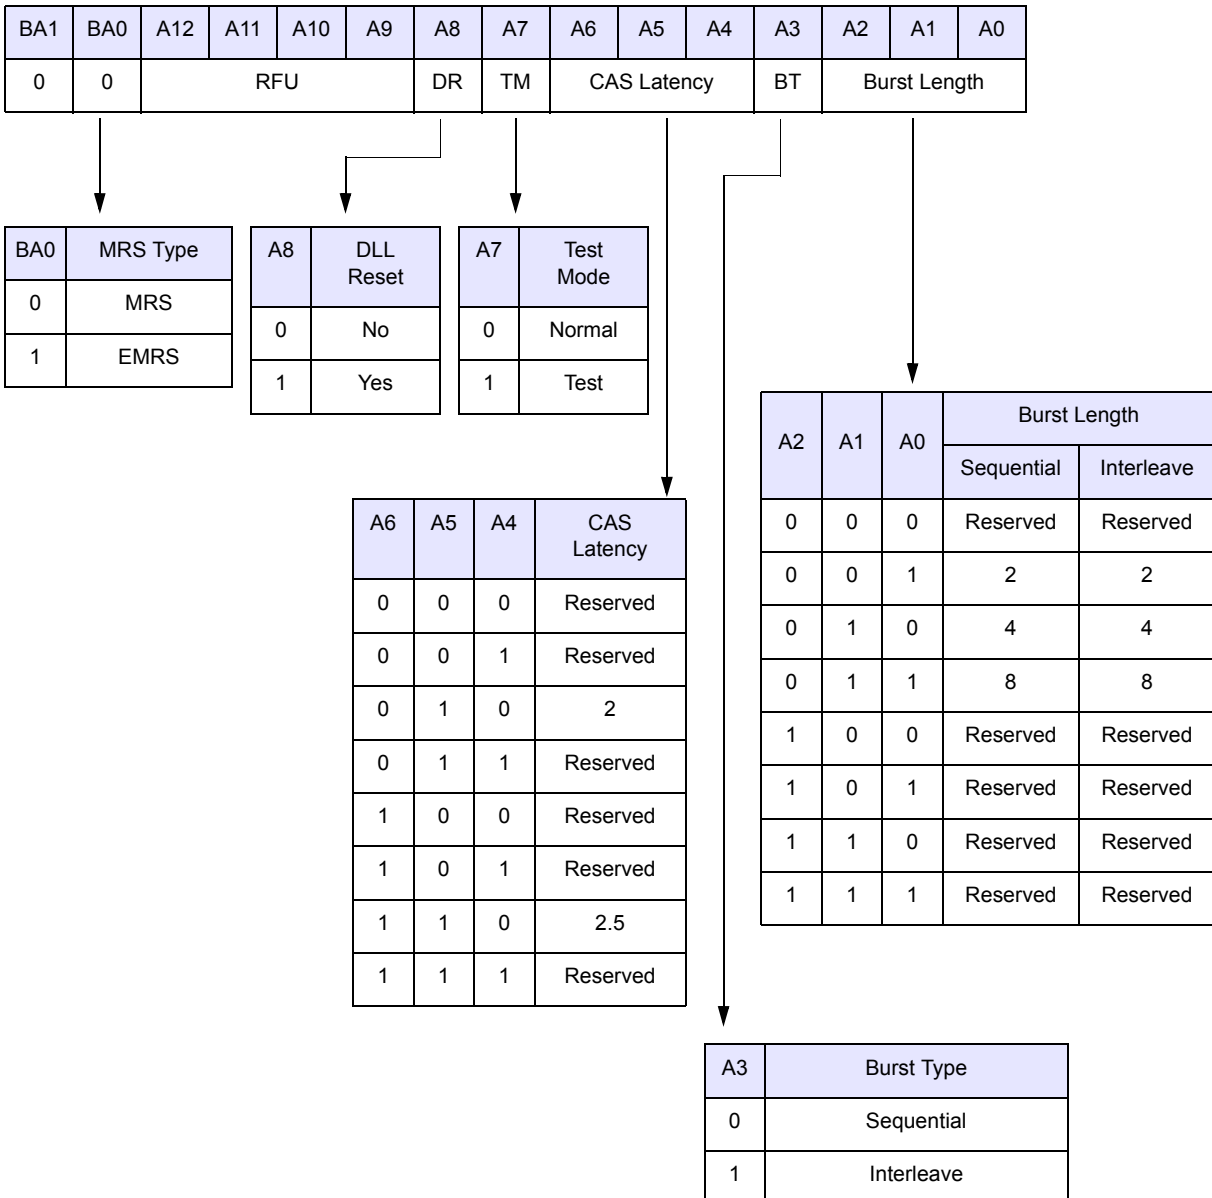 BA1 BA0 A12 A11 A10 A9 A8 A7 A6 A5 A4 A3 A2 A1 A0
0 0 RFU DR TM CAS Latency BT Burst Length
BA0 MRS Type
0 MRS
1 EMRS
A8 DLL
Reset
0 No
1 Yes
A7 Test
Mode
0 Normal
1 Test
A2 A1 A0 Burst Length
Sequential Interleave
0 0 0 Reserved Reserved
0 0 1 2 2
0 1 0 4 4
0 1 1 8 8
1 0 0 Reserved Reserved
1 0 1 Reserved Reserved
1 1 0 Reserved Reserved
1 1 1 Reserved Reserved
A6 A5 A4 CAS
Latency
0 0 0 Reserved
0 0 1 Reserved
0 1 0 2
0 1 1 Reserved
1 0 0 Reserved
1 0 1 Reserved
1 1 0 2.5
1 1 1 Reserved
A3 Burst Type
0 Sequential
1 Interleave